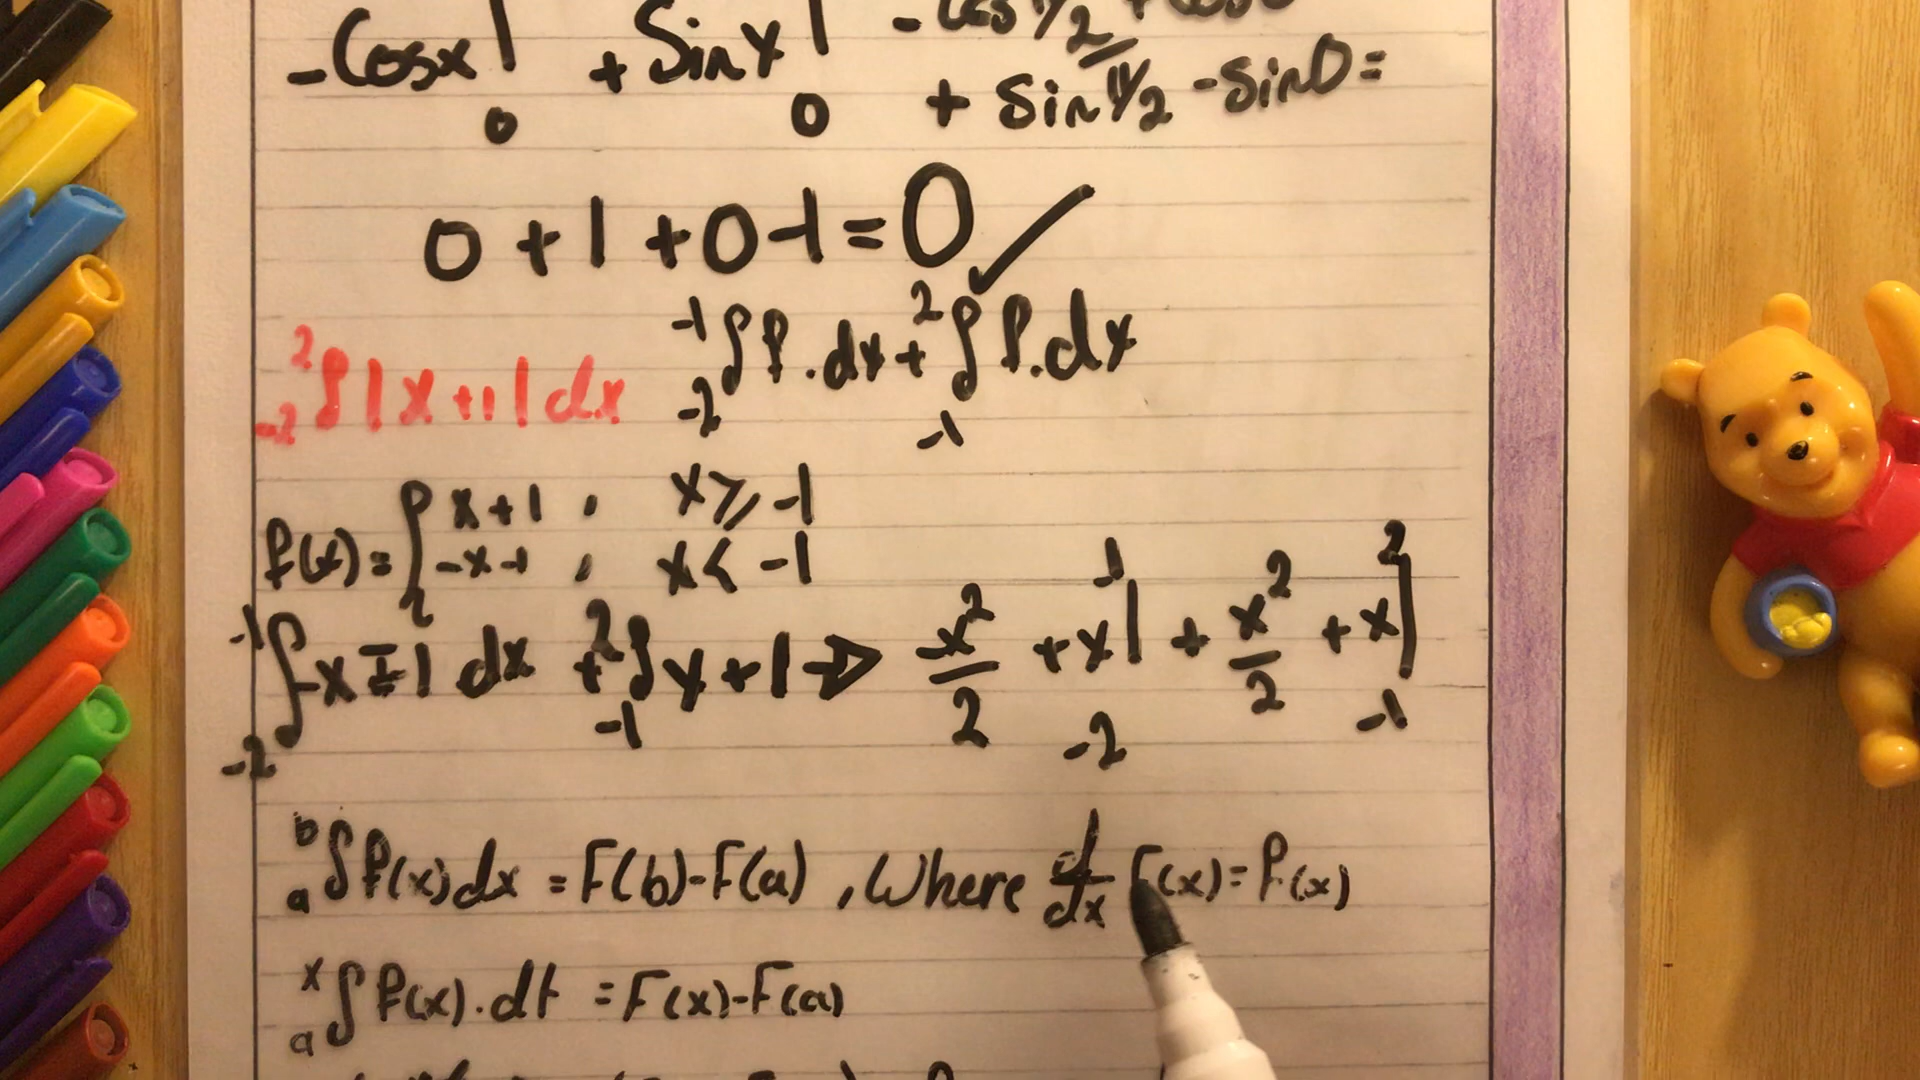 -Cosx| 0 +Sinx| 0 -Cos π/2 + Cos0
+ Sin π/2 - Sin0 =
0 + 1 + 0 - 1 = 0 ✓
-2∫2 |x+1| dx -2∫-1 f.dx + -1∫2 f.dx
f(x) = { x+1 , x ≥ -1
-x-1 , x < -1
-2∫-1 -x-1 dx + -1∫2 x+1 → -x²/2 + x |-2 -1 + x²/2 + x |-1 2
a∫b f(x)dx = F(b)-F(a), Where d/dx F(x) = f(x)
a∫x f(x).dt = F(x)-F(a)